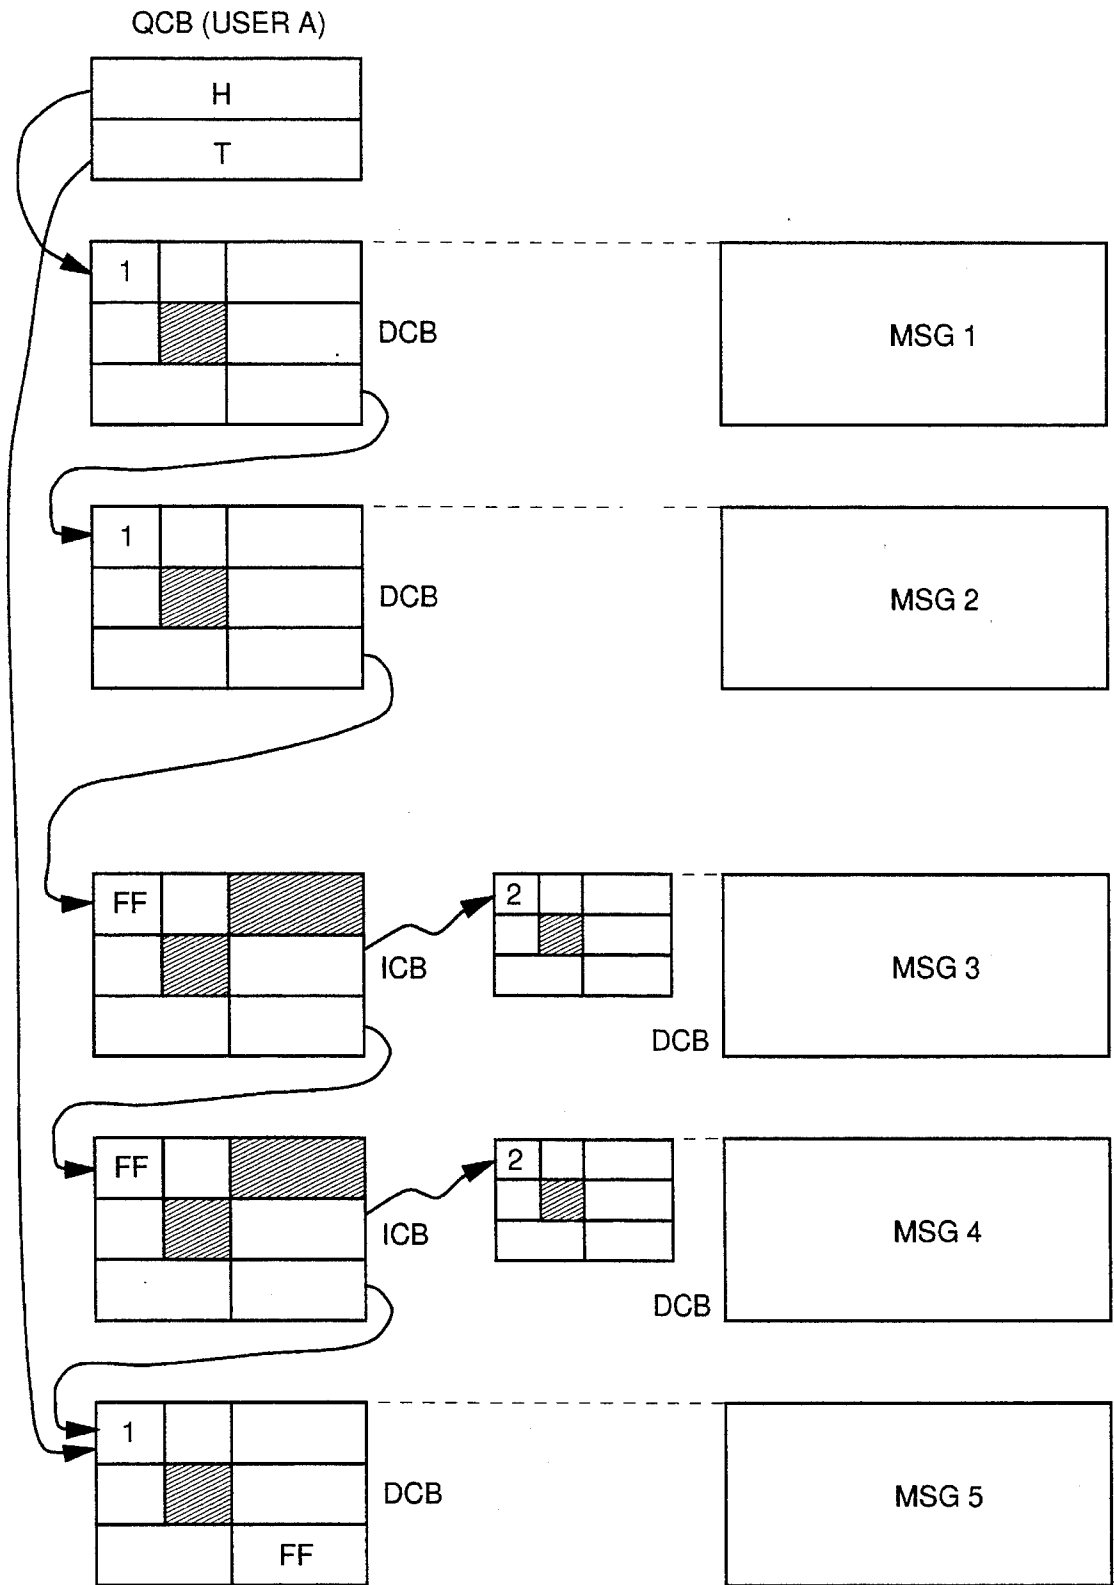 QCB (USER A)
H
T
1
DCB
MSG 1
1
DCB
MSG 2
FF
ICB
2
DCB
MSG 3
FF
ICB
2
DCB
MSG 4
1
DCB
FF
MSG 5